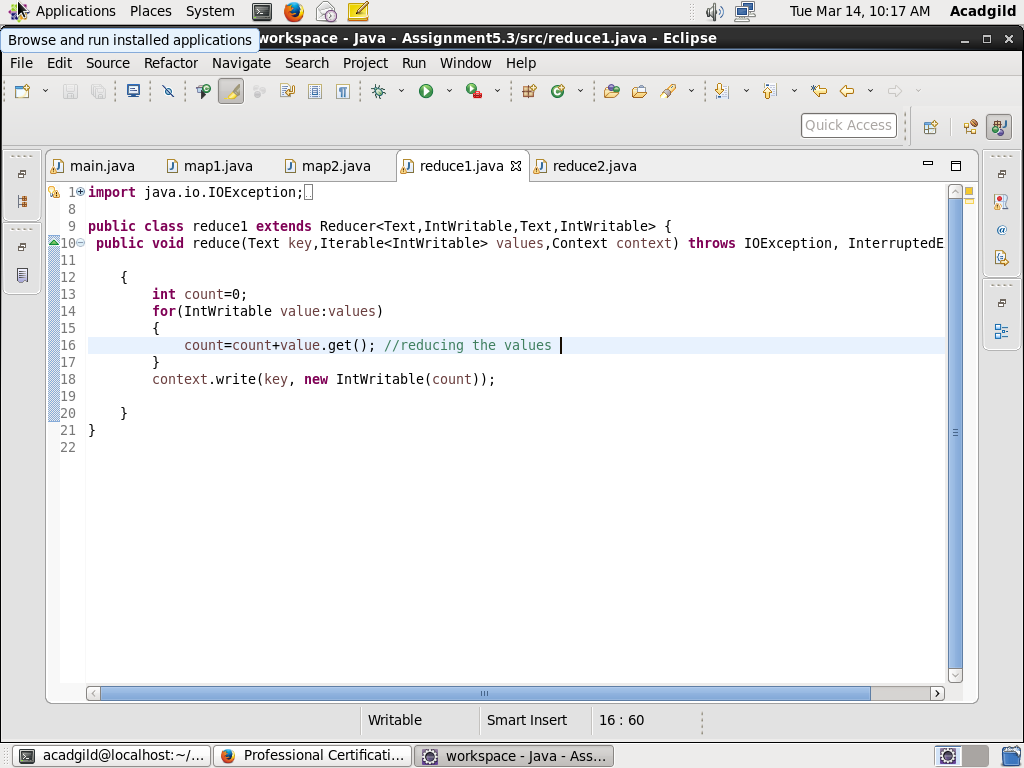 Applications Places System Tue Mar 14, 10:17 AM Acadgild
Browse and run installed applications
workspace - Java - Assignment5.3/src/reduce1.java - Eclipse
File Edit Source Refactor Navigate Search Project Run Window Help
Quick Access
main.java map1.java map2.java reduce1.java reduce2.java
1 import java.io.IOException;
8
9 public class reduce1 extends Reducer<Text,IntWritable,Text,IntWritable> {
10 public void reduce(Text key,Iterable<IntWritable> values,Context context) throws IOException, InterruptedE
11
12 {
13 int count=0;
14 for(IntWritable value:values)
15 {
16 count=count+value.get(); //reducing the values
17 }
18 context.write(key, new IntWritable(count));
19
20 }
21 }
22
Writable Smart Insert 16 : 60
acadgild@localhost:~/... Professional Certificati... workspace - Java - Ass...